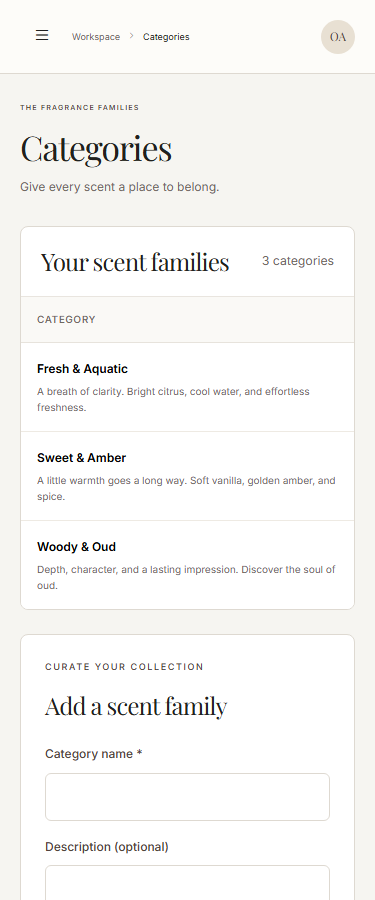 Workspace > Categories
OA
THE FRAGRANCE FAMILIES
Categories
Give every scent a place to belong.
Your scent families
3 categories
CATEGORY
Fresh & Aquatic
A breath of clarity. Bright citrus, cool water, and effortless
freshness.
Sweet & Amber
A little warmth goes a long way. Soft vanilla, golden amber, and
spice.
Woody & Oud
Depth, character, and a lasting impression. Discover the soul of
oud.
CURATE YOUR COLLECTION
Add a scent family
Category name *
Description (optional)